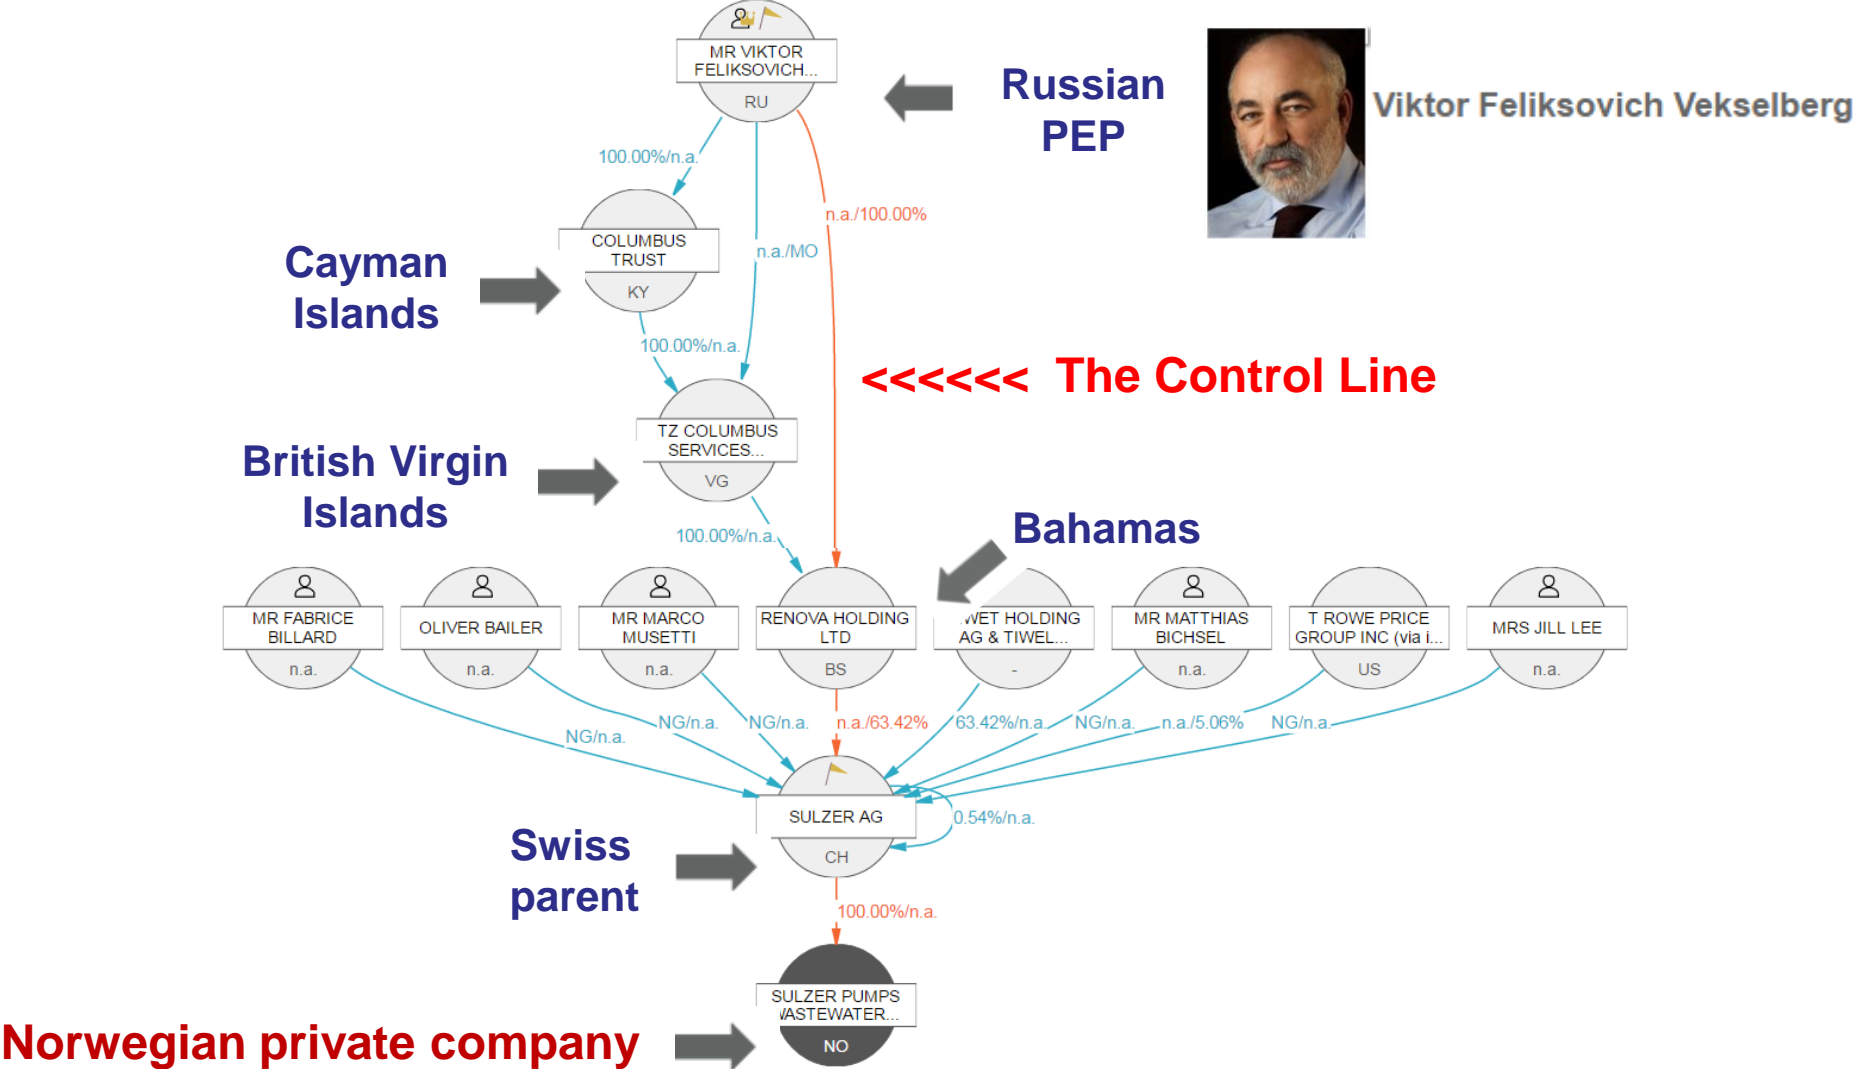 MR VIKTOR
FELIKSOVICH...
RU
Russian
PEP
Viktor Feliksovich Vekselberg
100.00%/n.a.
n.a./100.00%
n.a./MO
Cayman
Islands
COLUMBUS
TRUST
KY
100.00%/n.a.
<<<<<< The Control Line
British Virgin
Islands
TZ COLUMBUS
SERVICES...
VG
100.00%/n.a.
Bahamas
MR FABRICE
BILLARD
n.a.
OLIVER BAILER
n.a.
MR MARCO
MUSETTI
n.a.
RENOVA HOLDING
LTD
BS
WET HOLDING
AG & TIWEL...
-
MR MATTHIAS
BICHSEL
n.a.
T ROWE PRICE
GROUP INC (via i...
US
MRS JILL LEE
n.a.
NG/n.a.
NG/n.a.
NG/n.a.
n.a./63.42%
63.42%/n.a.
NG/n.a.
n.a./5.06%
NG/n.a.
Swiss
parent
SULZER AG
CH
0.54%/n.a.
100.00%/n.a.
Norwegian private company
SULZER PUMPS
WASTEWATER...
NO